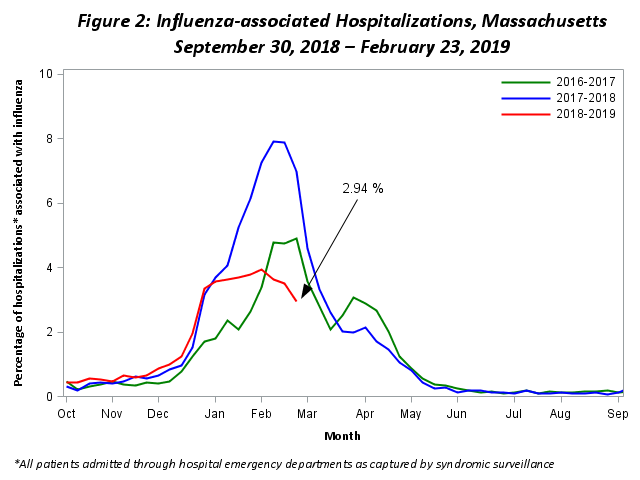 Figure 2: Influenza-associated Hospitalizations, Massachusetts
September 30, 2018 – February 23, 2019
Percentage of hospitalizations* associated with influenza
10
8
6
4
2
0
2016-2017
2017-2018
2018-2019
2.94 %
Oct Nov Dec Jan Feb Mar Apr May Jun Jul Aug Sep
Month
*All patients admitted through hospital emergency departments as captured by syndromic surveillance